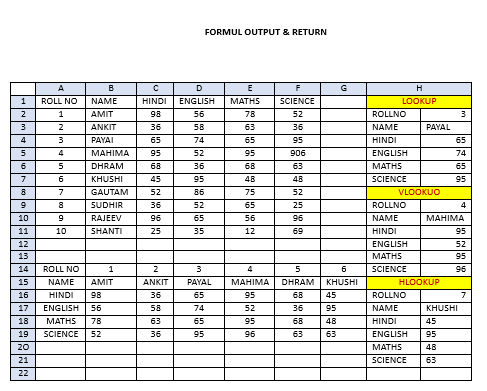 FORMUL OUTPUT & RETURN
A B C D E F G H
1 ROLL NO NAME HINDI ENGLISH MATHS SCIENCE LOOKUP
2 1 AMIT 98 56 78 52 ROLLNO 3
3 2 ANKIT 36 58 63 36 NAME PAYAL
4 3 PAYAI 65 74 65 95 HINDI 65
5 4 MAHIMA 95 52 95 906 ENGLISH 74
6 5 DHRAM 68 36 68 63 MATHS 65
7 6 KHUSHI 45 95 48 48 SCIENCE 95
8 7 GAUTAM 52 86 75 52 VLOOKUO
9 8 SUDHIR 36 52 65 25 ROLLNO 4
10 9 RAJEEV 96 65 56 96 NAME MAHIMA
11 10 SHANTI 25 35 12 69 HINDI 95
12 ENGLISH 52
13 MATHS 95
14 ROLL NO 1 2 3 4 5 6 SCIENCE 96
15 NAME AMIT ANKIT PAYAL MAHIMA DHRAM KHUSHI HLOOKUP
16 HINDI 98 36 65 95 68 45 ROLLNO 7
17 ENGLISH 56 58 74 52 36 95 NAME KHUSHI
18 MATHS 78 63 65 95 68 48 HINDI 45
19 SCIENCE 52 36 95 96 63 63 ENGLISH 95
20 MATHS 48
21 SCIENCE 63
22